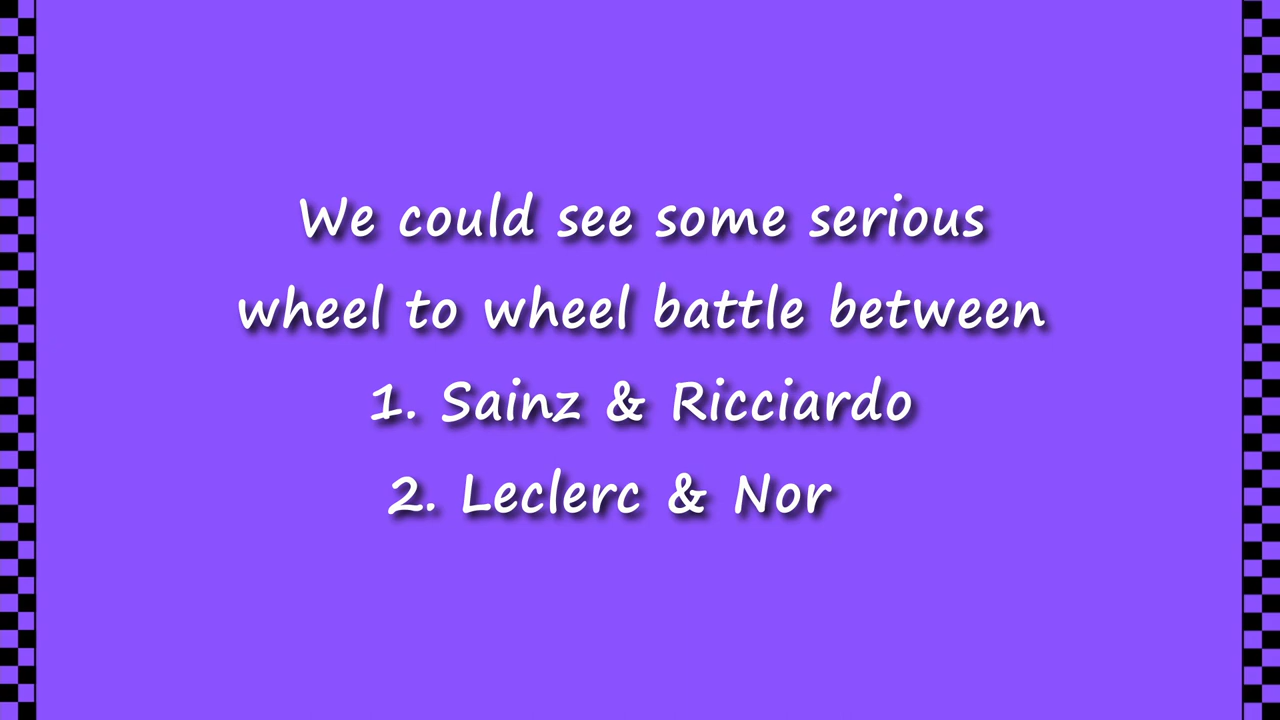 We could see some serious
wheel to wheel battle between
1. Sainz & Ricciardo
2. Leclerc & Nor